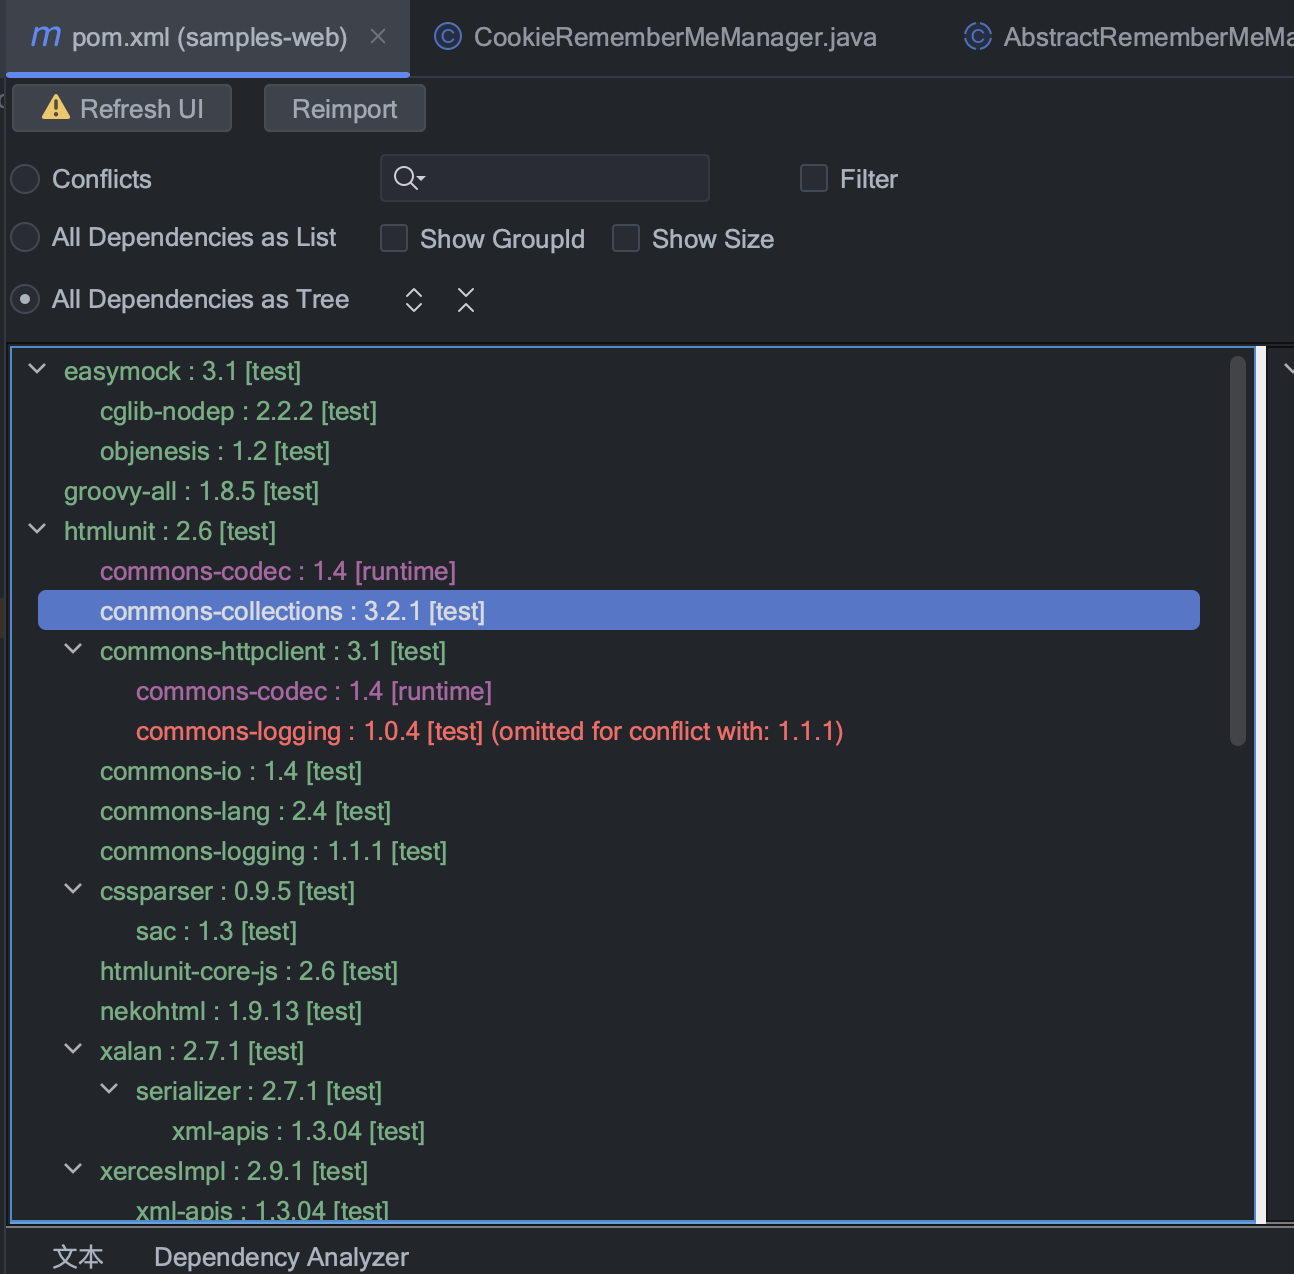 m pom.xml (samples-web)
CookieRememberMeManager.java
AbstractRememberMeMa
Refresh UI
Reimport
Conflicts
Filter
All Dependencies as List
Show GroupId
Show Size
All Dependencies as Tree
easymock : 3.1 [test]
cglib-nodep : 2.2.2 [test]
objenesis : 1.2 [test]
groovy-all : 1.8.5 [test]
htmlunit : 2.6 [test]
commons-codec : 1.4 [runtime]
commons-collections : 3.2.1 [test]
commons-httpclient : 3.1 [test]
commons-codec : 1.4 [runtime]
commons-logging : 1.0.4 [test] (omitted for conflict with: 1.1.1)
commons-io : 1.4 [test]
commons-lang : 2.4 [test]
commons-logging : 1.1.1 [test]
cssparser : 0.9.5 [test]
sac : 1.3 [test]
htmlunit-core-js : 2.6 [test]
nekohtml : 1.9.13 [test]
xalan : 2.7.1 [test]
serializer : 2.7.1 [test]
xml-apis : 1.3.04 [test]
xercesImpl : 2.9.1 [test]
xml-apis : 1.3.04 [test]
文本
Dependency Analyzer